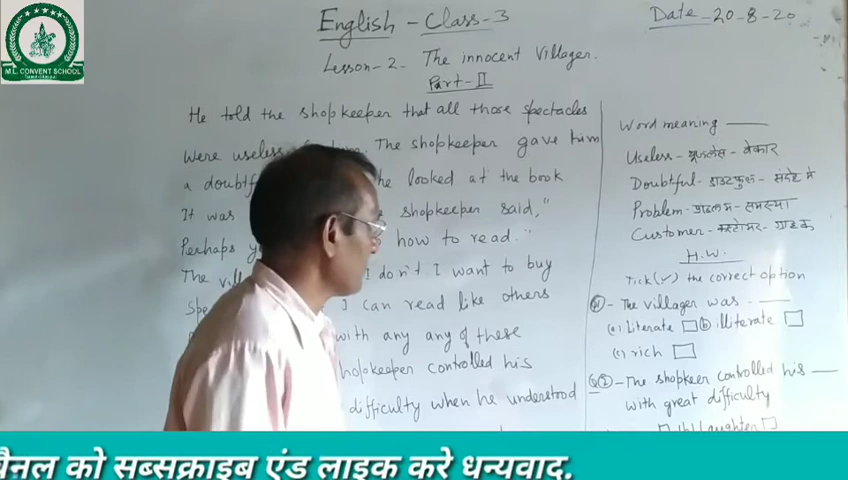 M.L. CONVENT SCHOOL
English - Class - 3
Date - 20-8-20
Lesson - 2 - The innocent villager.
Part - II
He told the shopkeeper that all those spectacles
were useless The shopkeeper gave him
a he looked at the book
It was shopkeeper said, "
Perhaps how to read."
The I don't I want to buy
I can read like others
with any any of these
hopkeeper controlled his
difficulty when he understood
Word meaning
Useless - यूजलेस - बेकार
Doubtful - डाउटफुल - संदेह में
Problem - प्रोब्लम - समस्या
Customer - कस्टोमर - ग्राहक
H.W.
Tick (✓) the correct option
Q1 - The villager was - ____
(a) literate (b) illiterate
(c) rich
Q2 - The shopkeer controlled his ____
with great difficulty
(b) laughter
चैनल को सब्सक्राइब एंड लाइक करे धन्यवाद.